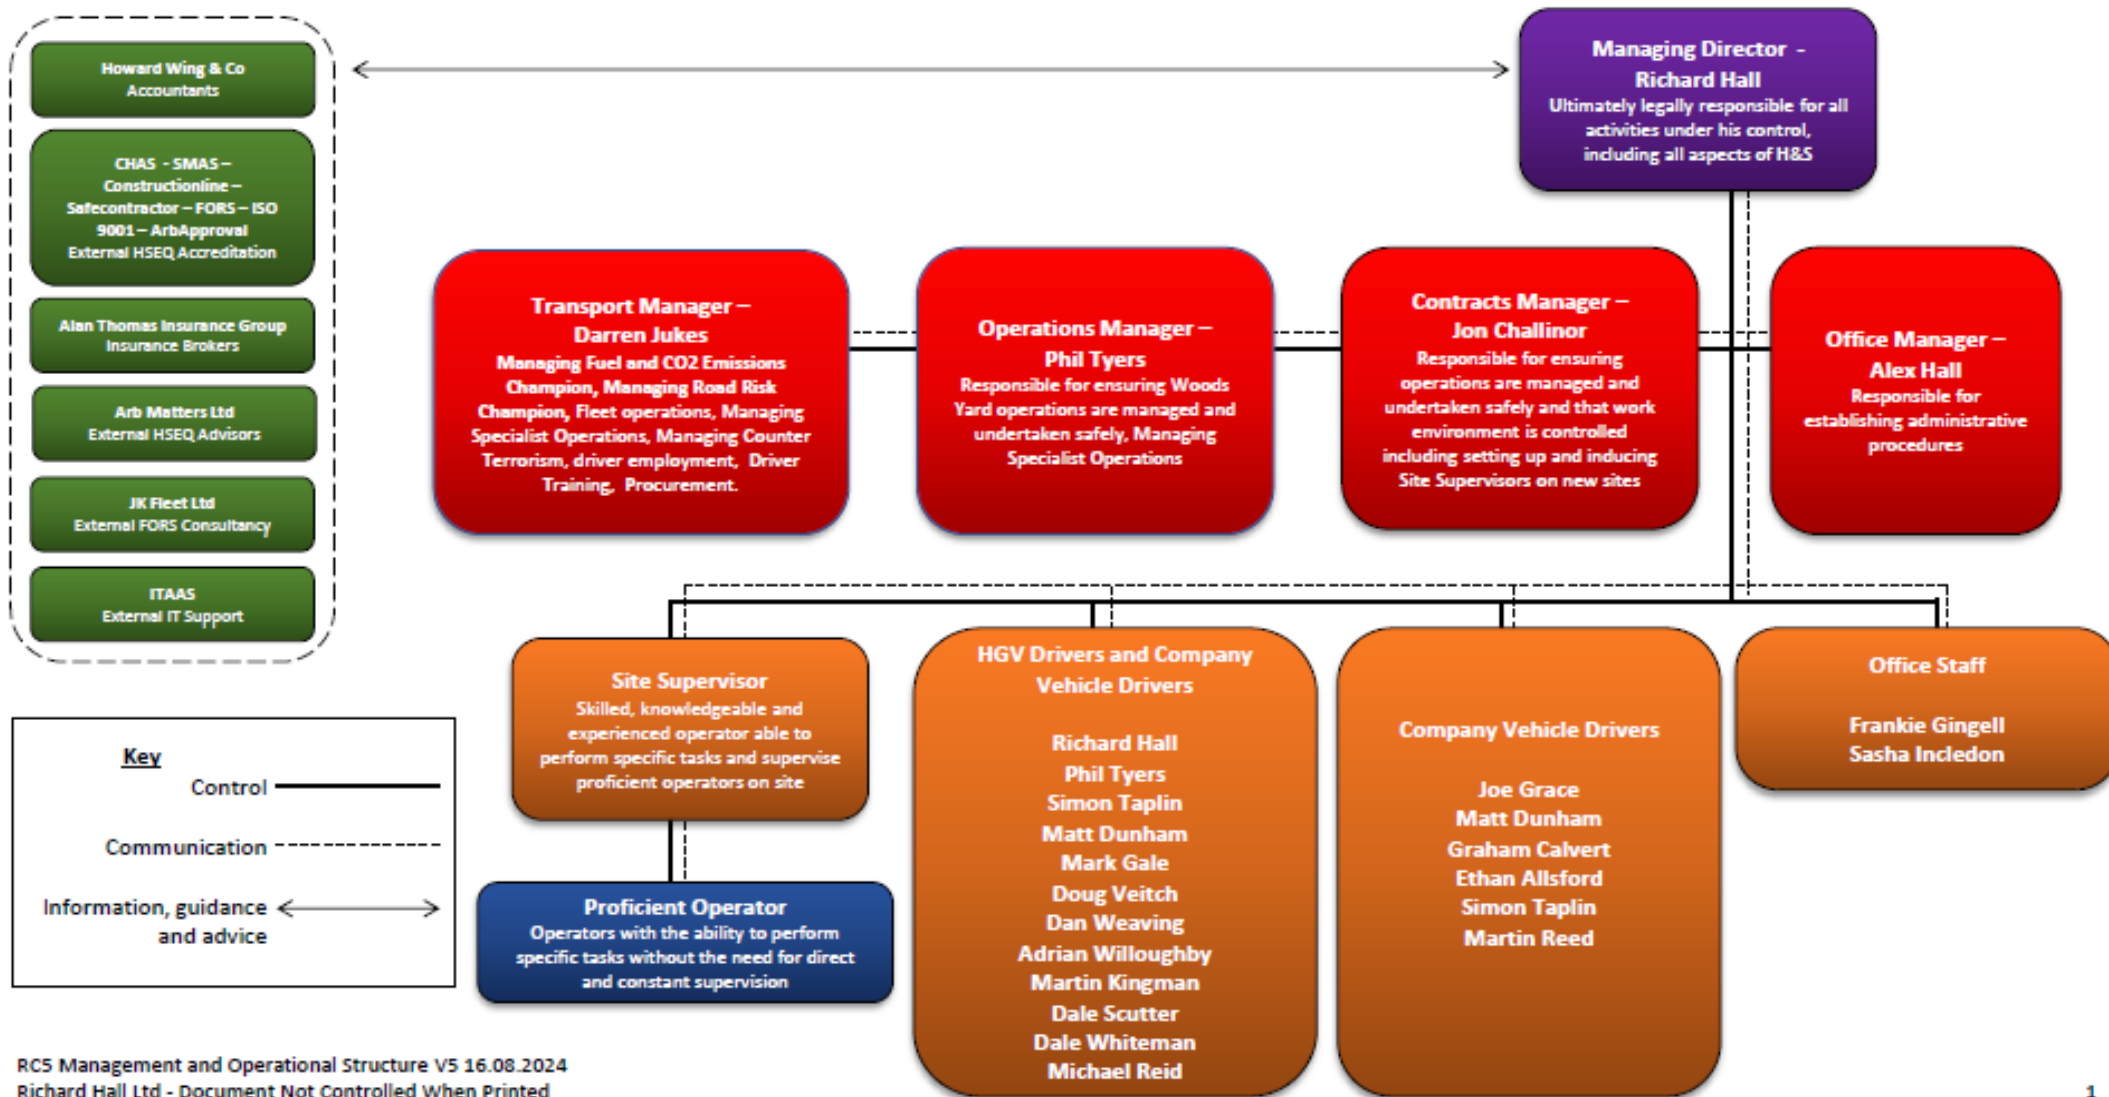 Howard Wing & Co
Accountants
CHAS - SMAS –
Constructionline –
Safecontractor – FORS – ISO
9001 – ArbApproval
External HSEQ Accreditation
Alan Thomas Insurance Group
Insurance Brokers
Arb Matters Ltd
External HSEQ Advisors
JK Fleet Ltd
External FORS Consultancy
ITAAS
External IT Support
Managing Director -
Richard Hall
Ultimately legally responsible for all
activities under his control,
including all aspects of H&S
Transport Manager –
Darren Jukes
Managing Fuel and CO2 Emissions
Champion, Managing Road Risk
Champion, Fleet operations, Managing
Specialist Operations, Managing Counter
Terrorism, driver employment, Driver
Training, Procurement.
Operations Manager –
Phil Tyers
Responsible for ensuring Woods
Yard operations are managed and
undertaken safely, Managing
Specialist Operations
Contracts Manager –
Jon Challinor
Responsible for ensuring
operations are managed and
undertaken safely and that work
environment is controlled
including setting up and inducing
Site Supervisors on new sites
Office Manager –
Alex Hall
Responsible for
establishing administrative
procedures
Site Supervisor
Skilled, knowledgeable and
experienced operator able to
perform specific tasks and supervise
proficient operators on site
Proficient Operator
Operators with the ability to perform
specific tasks without the need for direct
and constant supervision
HGV Drivers and Company
Vehicle Drivers
Richard Hall
Phil Tyers
Simon Taplin
Matt Dunham
Mark Gale
Doug Veitch
Dan Weaving
Adrian Willoughby
Martin Kingman
Dale Scutter
Dale Whiteman
Michael Reid
Company Vehicle Drivers
Joe Grace
Matt Dunham
Graham Calvert
Ethan Allsford
Simon Taplin
Martin Reed
Office Staff
Frankie Gingell
Sasha Incledon
Key
Control
Communication
Information, guidance
and advice
RC5 Management and Operational Structure V5 16.08.2024
Richard Hall Ltd - Document Not Controlled When Printed
1